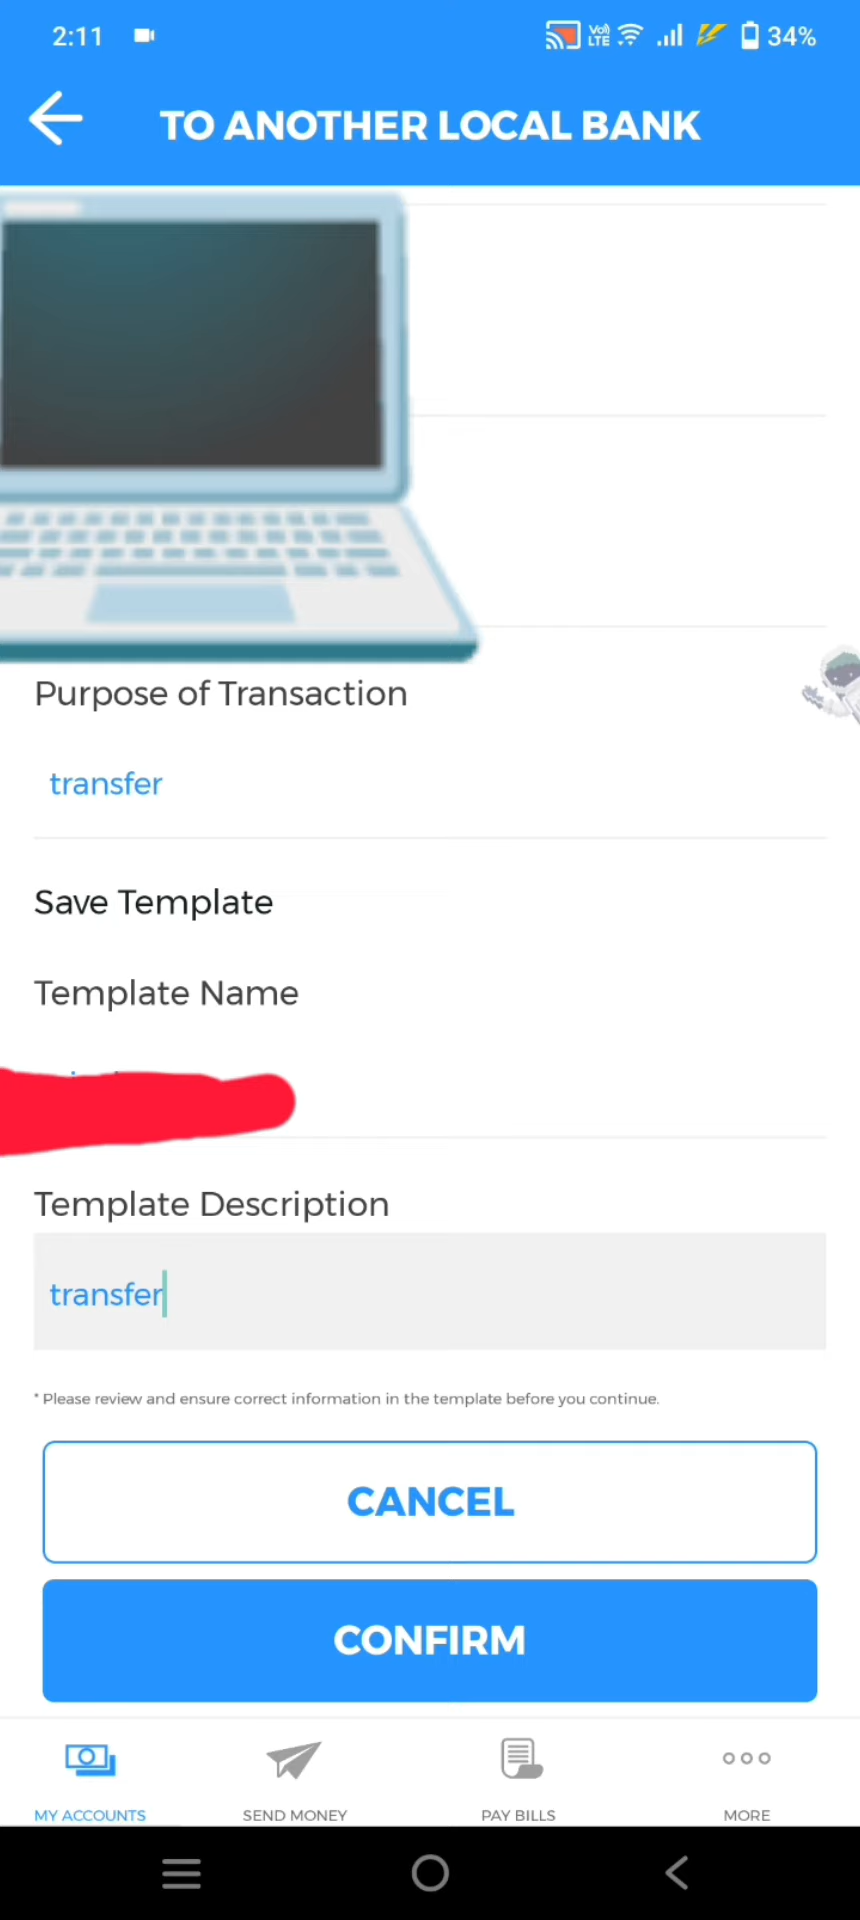 2:11
Vo)
LTE
34%
TO ANOTHER LOCAL BANK
Purpose of Transaction
transfer
Save Template
Template Name
Template Description
transfer
* Please review and ensure correct information in the template before you continue.
CANCEL
CONFIRM
MY ACCOUNTS
SEND MONEY
PAY BILLS
MORE